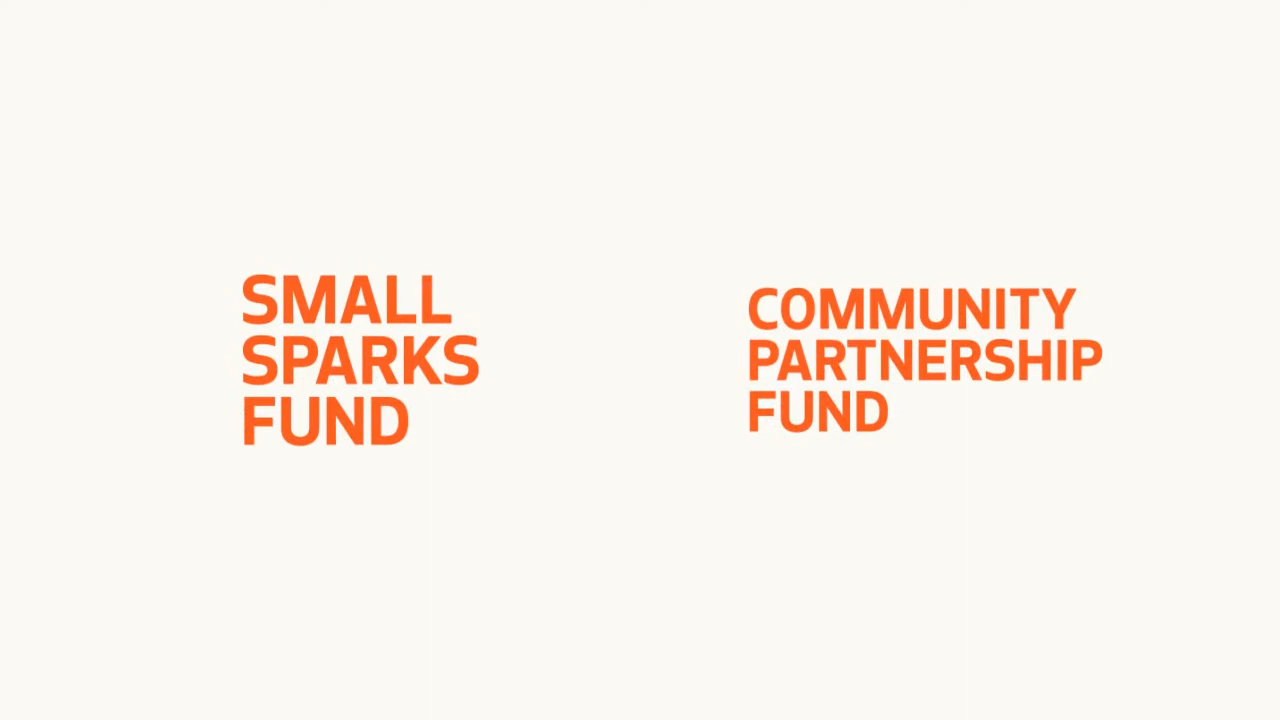 SMALL
SPARKS
FUND
COMMUNITY
PARTNERSHIP
FUND